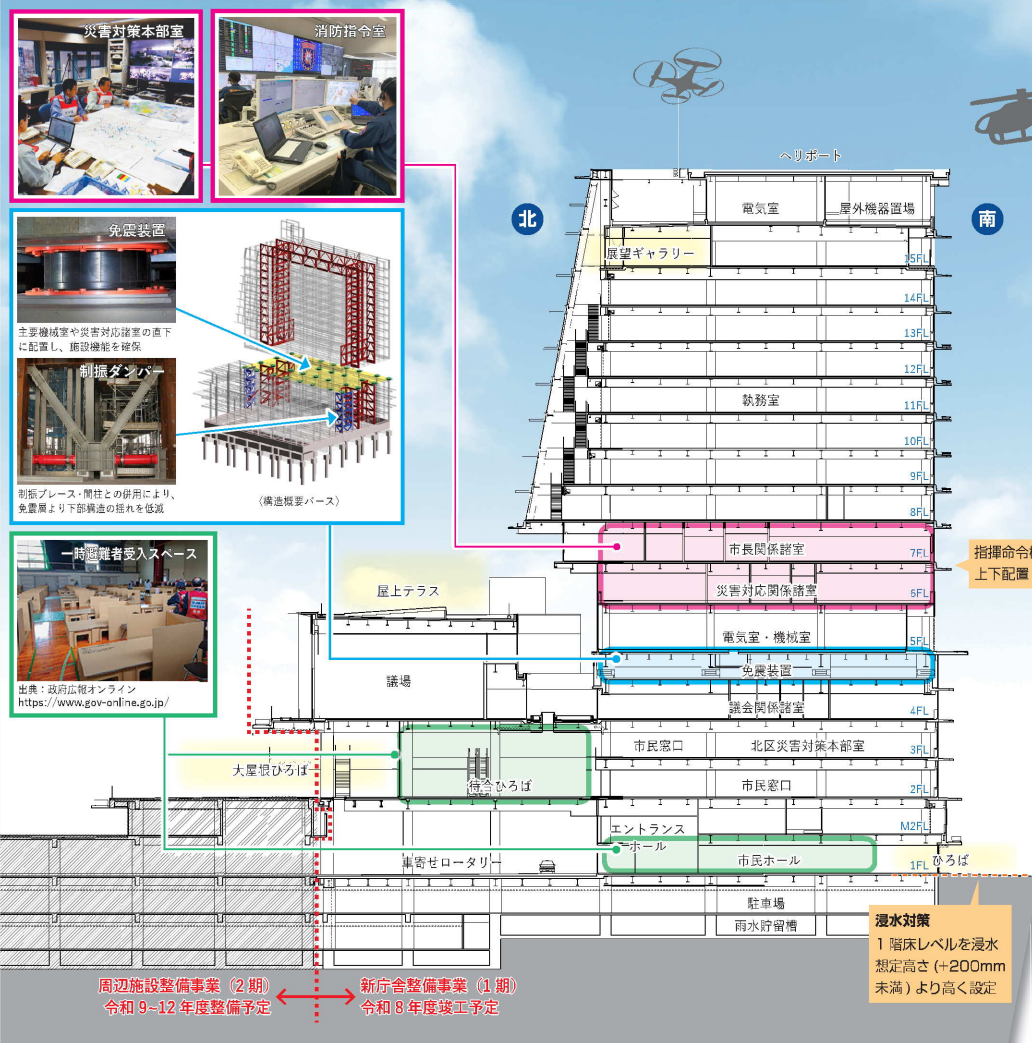 災害対策本部室
消防指令室
ヘリポート
北
南
電気室
屋外機器置場
免震装置
展望ギャラリー
15FL
14FL
主要機械室や災害対応諸室の直下
に配置し、施設機能を確保
13FL
制振ダンパー
12FL
執務室
11FL
10FL
9FL
制振ブレース・間柱との併用により、
免震層より下部構造の揺れを低減
〈構造概要パース〉
8FL
市長関係諸室
7FL
指揮命令
上下配置
一時避難者受入スペース
屋上テラス
災害対応関係諸室
6FL
電気室・機械室
5FL
免震装置
議場
出典:政府広報オンライン
https://www.gov-online.go.jp/
議会関係諸室
4FL
市民窓口
北区災害対策本部室
3FL
大屋根ひろば
待合ひろば
市民窓口
2FL
エントランス
ホール
M2FL
車寄せロータリー
市民ホール
1FL
ひろば
駐車場
雨水貯留槽
浸水対策
1階床レベルを浸水
想定高さ(+200mm
未満)より高く設定
周辺施設整備事業(2期)
令和9~12年度整備予定
新庁舎整備事業(1期)
令和8年度竣工予定